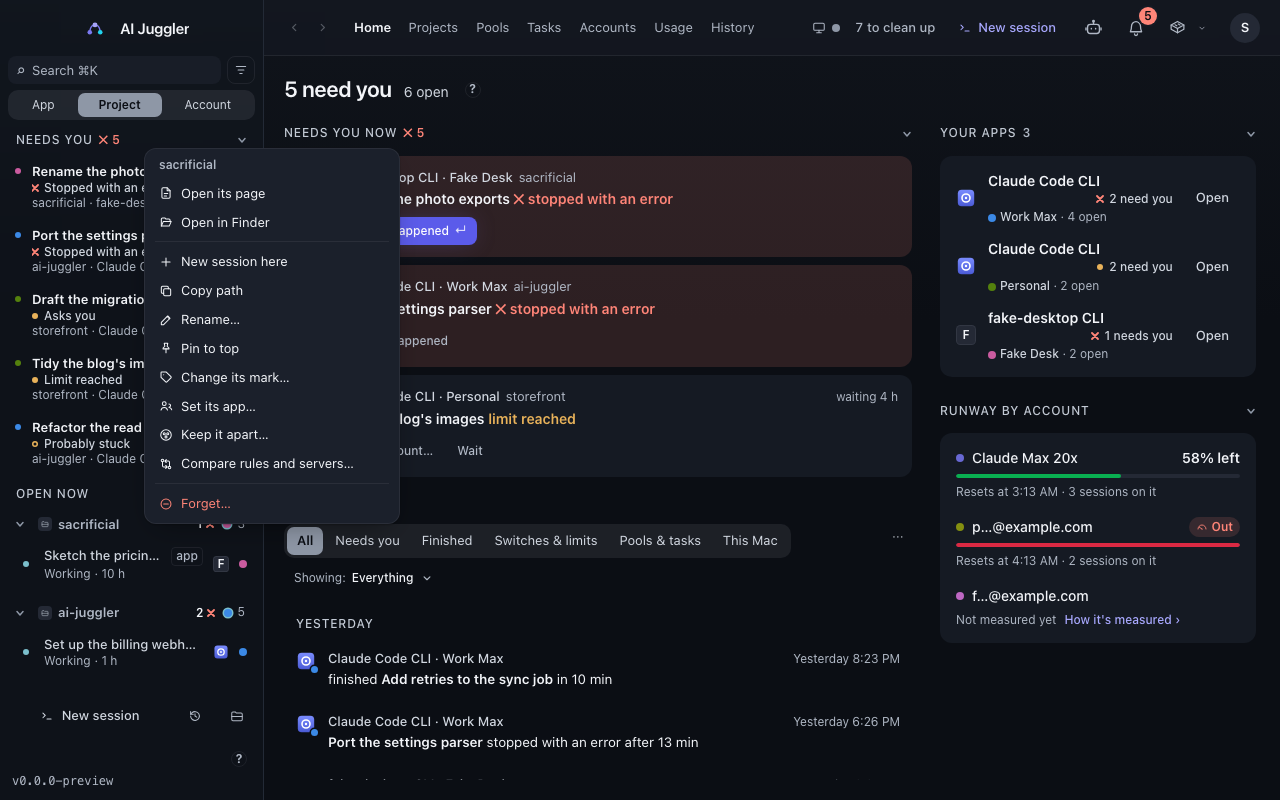 AI Juggler
Search ⌘K
App
Project
Account
NEEDS YOU
5
Rename the photo
Stopped with an e
sacrificial · fake-des
Port the settings p
Stopped with an e
ai-juggler · Claude C
Draft the migratio
Asks you
storefront · Claude C
Tidy the blog's im
Limit reached
storefront · Claude C
Refactor the read
Probably stuck
ai-juggler · Claude C
OPEN NOW
sacrificial
Sketch the pricin... app
F
Working · 10 h
ai-juggler
2
5
Set up the billing webh...
Working · 1 h
New session
?
v0.0.0-preview
sacrificial
Open its page
Open in Finder
New session here
Copy path
Rename...
Pin to top
Change its mark...
Set its app...
Keep it apart...
Compare rules and servers...
Forget...
Home
Projects
Pools
Tasks
Accounts
Usage
History
7 to clean up
New session
5
S
5 need you
6 open
?
NEEDS YOU NOW
5
op CLI · Fake Desk sacrificial
e photo exports stopped with an error
appened
de CLI · Work Max ai-juggler
ettings parser stopped with an error
appened
de CLI · Personal storefront
waiting 4 h
log's images limit reached
ount...
Wait
All
Needs you
Finished
Switches & limits
Pools & tasks
This Mac
...
Showing: Everything
YESTERDAY
Claude Code CLI · Work Max
Yesterday 8:23 PM
finished Add retries to the sync job in 10 min
Claude Code CLI · Work Max
Yesterday 6:26 PM
Port the settings parser stopped with an error after 13 min
YOUR APPS 3
Claude Code CLI
2 need you
Open
Work Max · 4 open
Claude Code CLI
2 need you
Open
Personal · 2 open
F
fake-desktop CLI
1 needs you
Open
Fake Desk · 2 open
RUNWAY BY ACCOUNT
Claude Max 20x
58% left
Resets at 3:13 AM · 3 sessions on it
p...@example.com
Out
Resets at 4:13 AM · 2 sessions on it
f...@example.com
Not measured yet How it's measured ›